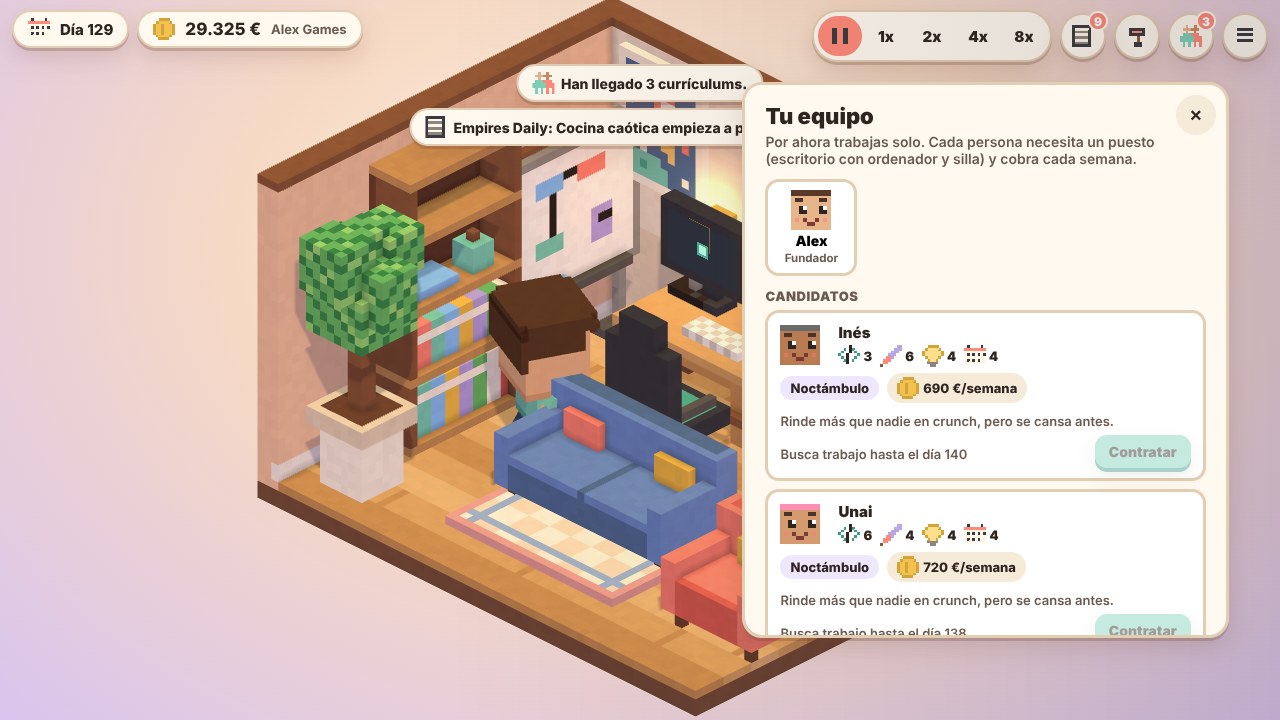 Día 129
29.325 €
Alex Games
1x
2x
4x
8x
9
3
Han llegado 3 currículums.
Empires Daily: Cocina caótica empieza a
Tu equipo
Por ahora trabajas solo. Cada persona necesita un puesto
(escritorio con ordenador y silla) y cobra cada semana.
Alex
Fundador
CANDIDATOS
Inés
3 6 4 4
Noctámbulo
690 €/semana
Rinde más que nadie en crunch, pero se cansa antes.
Busca trabajo hasta el día 140
Contratar
Unai
6 4 4 4
Noctámbulo
720 €/semana
Rinde más que nadie en crunch, pero se cansa antes.
Busca trabajo hasta el día 138
Contratar